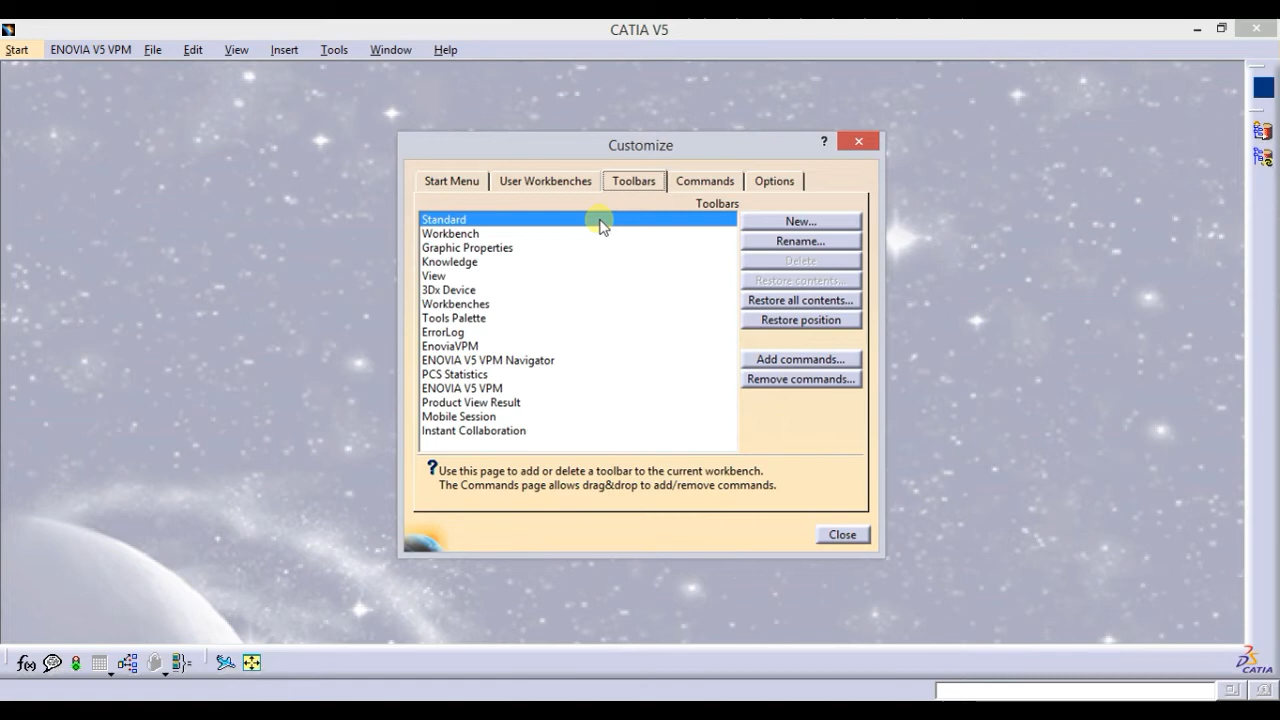 CATIA V5
Start ENOVIA V5 VPM File Edit View Insert Tools Window Help
Customize
?
Start Menu User Workbenches Toolbars Commands Options
Toolbars
Standard
Workbench
Graphic Properties
Knowledge
View
3Dx Device
Workbenches
Tools Palette
ErrorLog
EnoviaVPM
ENOVIA V5 VPM Navigator
PCS Statistics
ENOVIA V5 VPM
Product View Result
Mobile Session
Instant Collaboration
New...
Rename...
Delete
Restore contents...
Restore all contents...
Restore position
Add commands...
Remove commands...
? Use this page to add or delete a toolbar to the current workbench.
The Commands page allows drag&drop to add/remove commands.
Close
f(x)
CATIA